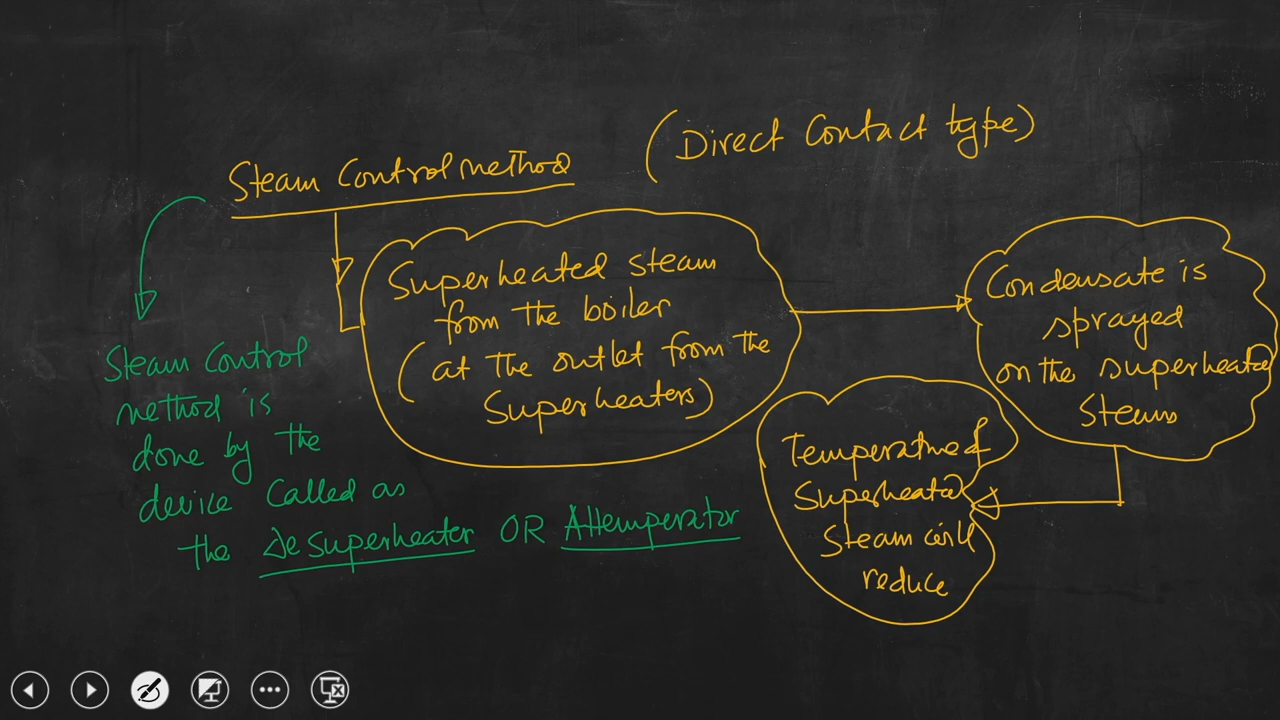 Steam Control method
(Direct Contact type)
Superheated steam
from the boiler
(at the outlet from the
Superheaters)
Condensate is
sprayed
on the superheated
Steam
Temperature of
Superheated
Steam will
reduce
Steam Control
method is
done by the
device Called as
the desuperheater OR Attemperator